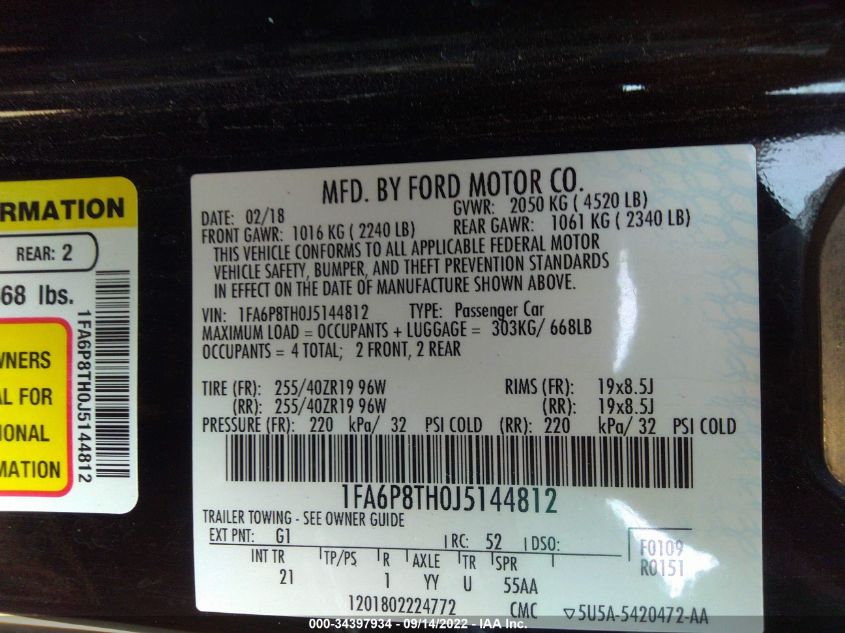 RMATION
REAR: 2
68 lbs.
WNERS
AL FOR
IONAL
MATION
1FA6P8TH0J5144812
MFD. BY FORD MOTOR CO.
DATE: 02/18 GVWR: 2050 KG ( 4520 LB)
FRONT GAWR: 1016 KG ( 2240 LB) REAR GAWR: 1061 KG ( 2340 LB)
THIS VEHICLE CONFORMS TO ALL APPLICABLE FEDERAL MOTOR
VEHICLE SAFETY, BUMPER, AND THEFT PREVENTION STANDARDS
IN EFFECT ON THE DATE OF MANUFACTURE SHOWN ABOVE.
VIN: 1FA6P8TH0J5144812 TYPE: Passenger Car
MAXIMUM LOAD = OCCUPANTS + LUGGAGE = 303KG/ 668LB
OCCUPANTS = 4 TOTAL; 2 FRONT, 2 REAR
TIRE (FR): 255/40ZR19 96W RIMS (FR): 19x8.5J
(RR): 255/40ZR19 96W (RR): 19x8.5J
PRESSURE (FR): 220 kPa/ 32 PSI COLD (RR): 220 kPa/ 32 PSI COLD
1FA6P8TH0J5144812
TRAILER TOWING - SEE OWNER GUIDE
EXT PNT: G1 RC: 52 DSO: F0109
INT TR TP/PS R AXLE TR SPR R0151
21 1 YY U 55AA
1201802224772 CMC ▽5U5A-5420472-AA
000-34397934 - 09/14/2022 - IAA, Inc.